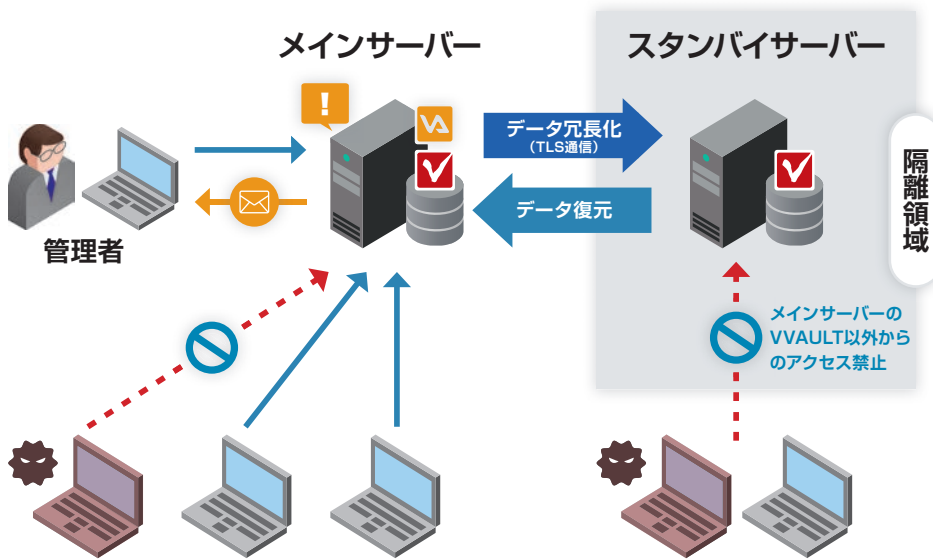 メインサーバー
スタンバイサーバー
!
VA
データ冗長化
(TLS通信)
データ復元
隔離領域
管理者
メインサーバーの
VVAULT以外から
のアクセス禁止